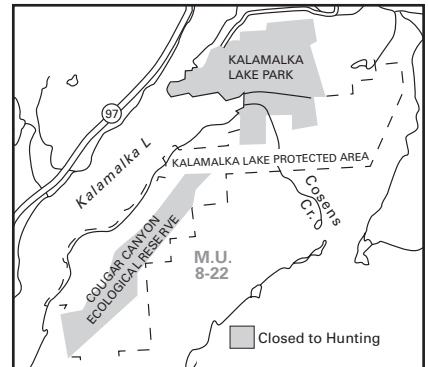 KALAMALKA
LAKE PARK
97
Kalamalka L
KALAMALKA LAKE PROTECTED AREA
Cosens
Cr.
COUGAR CANYON
ECOLOGICAL RESERVE
M.U.
8-22
Closed to Hunting